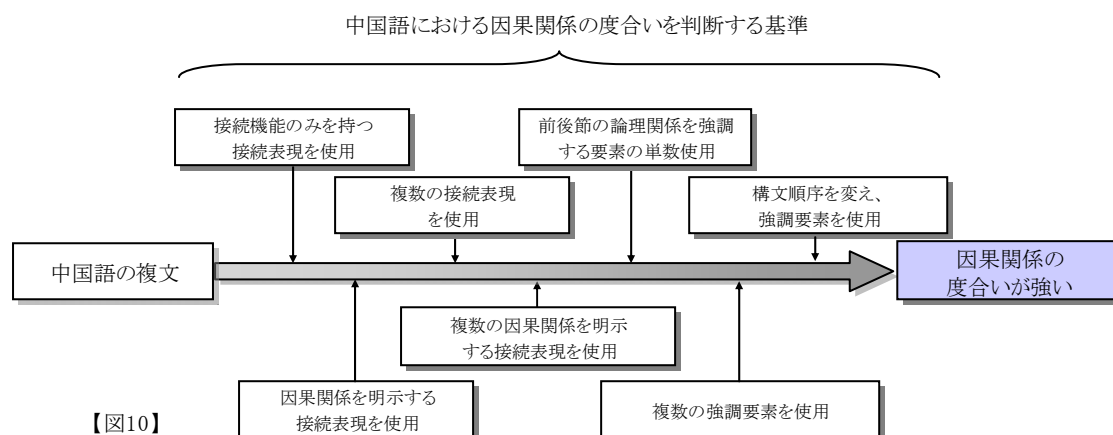 中国語における因果関係の度合いを判断する基準
接続機能のみを持つ
接続表現を使用
前後節の論理関係を強調
する要素の単数使用
複数の接続表現
を使用
構文順序を変え、
強調要素を使用
中国語の複文
因果関係の
度合いが強い
複数の因果関係を明示
する接続表現を使用
因果関係を明示する
接続表現を使用
複数の強調要素を使用
【図10】